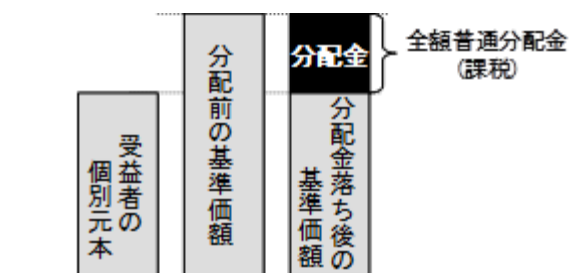 受益者の
個別元本
分配前の基準価額
分配金
分配金落ち後の
基準価額
全額普通分配金
(課税)